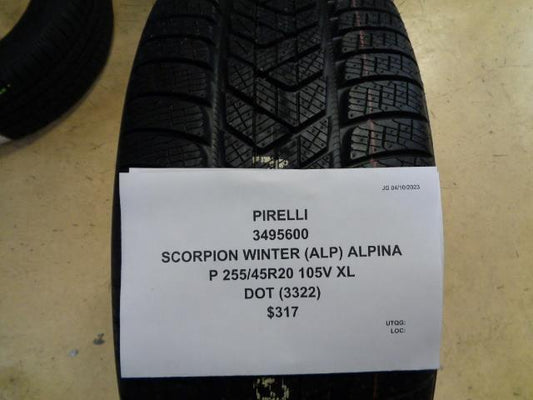 JG 04/10/2023
PIRELLI
3495600
SCORPION WINTER (ALP) ALPINA
P 255/45R20 105V XL
DOT (3322)
$317
UTQG:
LOC: